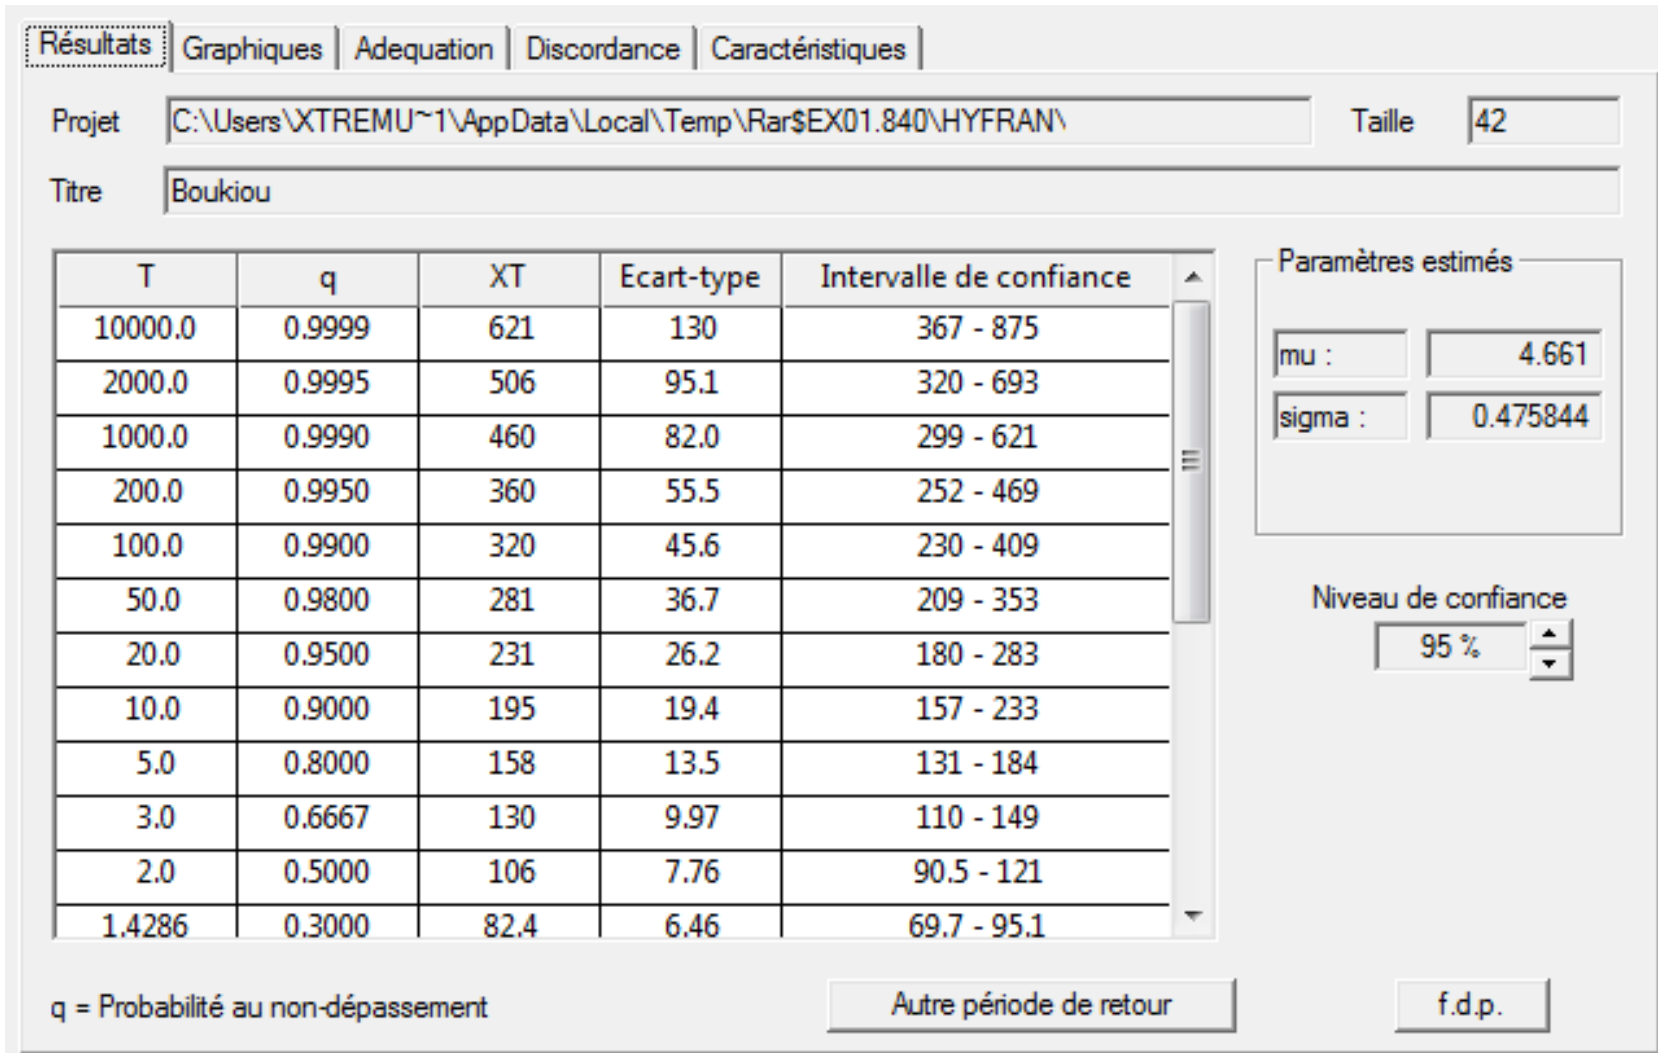 Résultats Graphiques Adequation Discordance Caractéristiques
Projet C:\Users\XTREMU~1\AppData\Local\Temp\Rar$EX01.840\HYFRAN\ Taille 42
Titre Boukiou
T q XT Ecart-type Intervalle de confiance
10000.0 0.9999 621 130 367 - 875
2000.0 0.9995 506 95.1 320 - 693
1000.0 0.9990 460 82.0 299 - 621
200.0 0.9950 360 55.5 252 - 469
100.0 0.9900 320 45.6 230 - 409
50.0 0.9800 281 36.7 209 - 353
20.0 0.9500 231 26.2 180 - 283
10.0 0.9000 195 19.4 157 - 233
5.0 0.8000 158 13.5 131 - 184
3.0 0.6667 130 9.97 110 - 149
2.0 0.5000 106 7.76 90.5 - 121
1.4286 0.3000 82.4 6.46 69.7 - 95.1
Paramètres estimés
mu : 4.661
sigma : 0.475844
Niveau de confiance
95 %
q = Probabilité au non-dépassement
Autre période de retour
f.d.p.